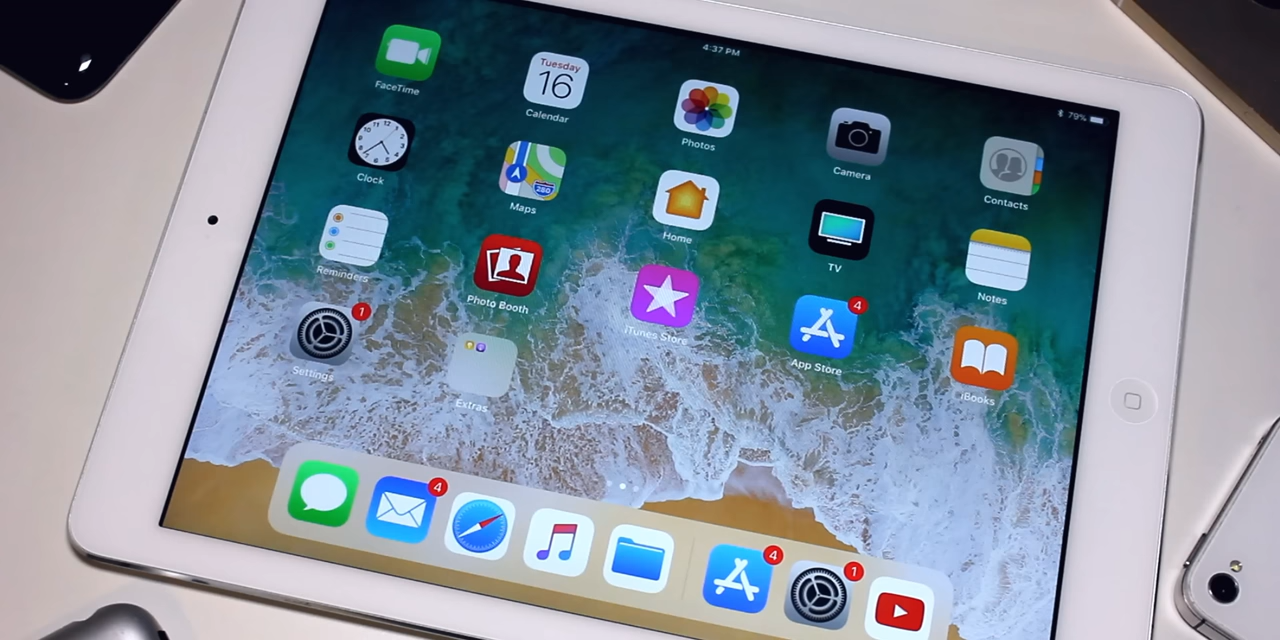 4:37 PM
79%
FaceTime
Tuesday
16
Calendar
Photos
Camera
Contacts
Clock
280
Maps
Home
TV
Notes
Reminders
Photo Booth
iTunes Store
4
App Store
iBooks
1
Settings
Extras
4
4
1